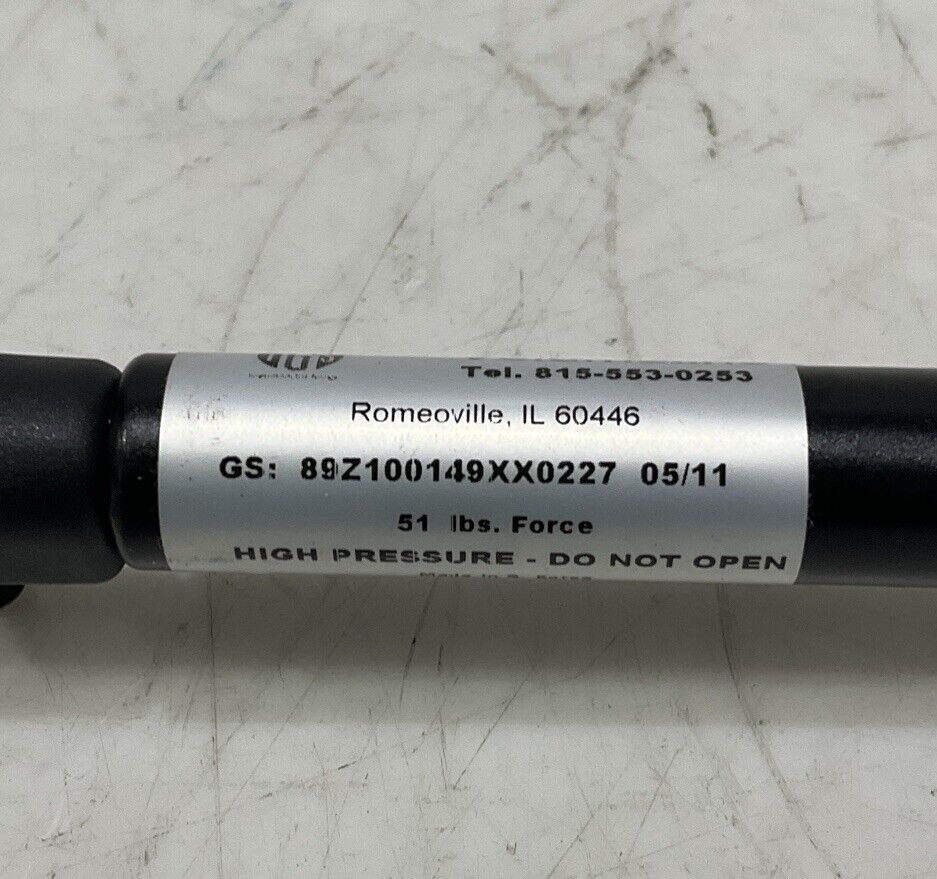 Tel. 815-553-0253
Romeoville, IL 60446
GS: 89Z100149XX0227 05/11
51 lbs. Force
HIGH PRESSURE - DO NOT OPEN